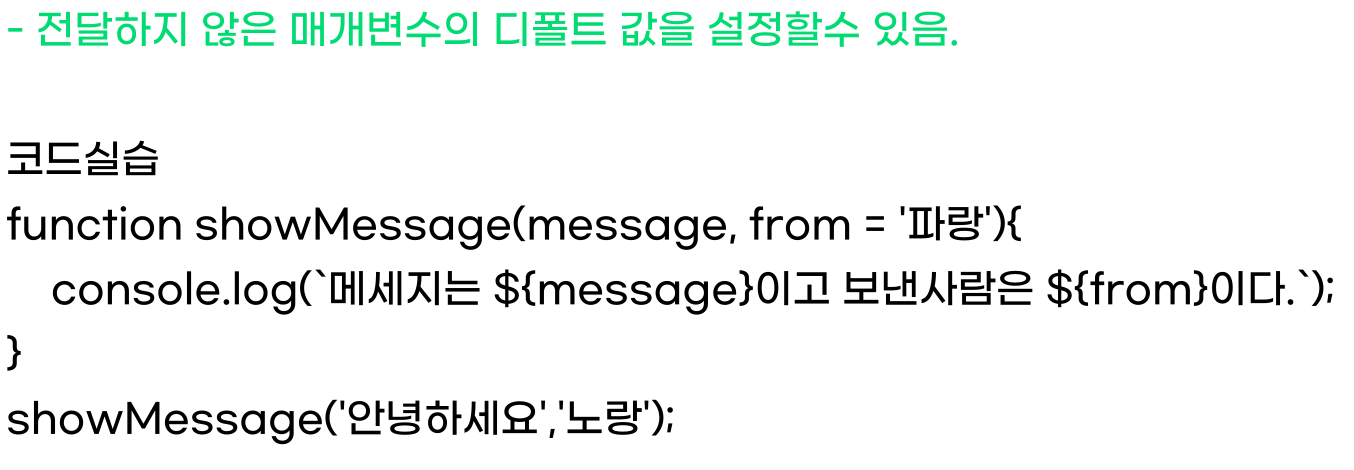 - 전달하지 않은 매개변수의 디폴트 값을 설정할수 있음.
코드실습
function showMessage(message, from = '파랑'){
    console.log(`메세지는 ${message}이고 보낸사람은 ${from}이다.`);
}
showMessage('안녕하세요','노랑');